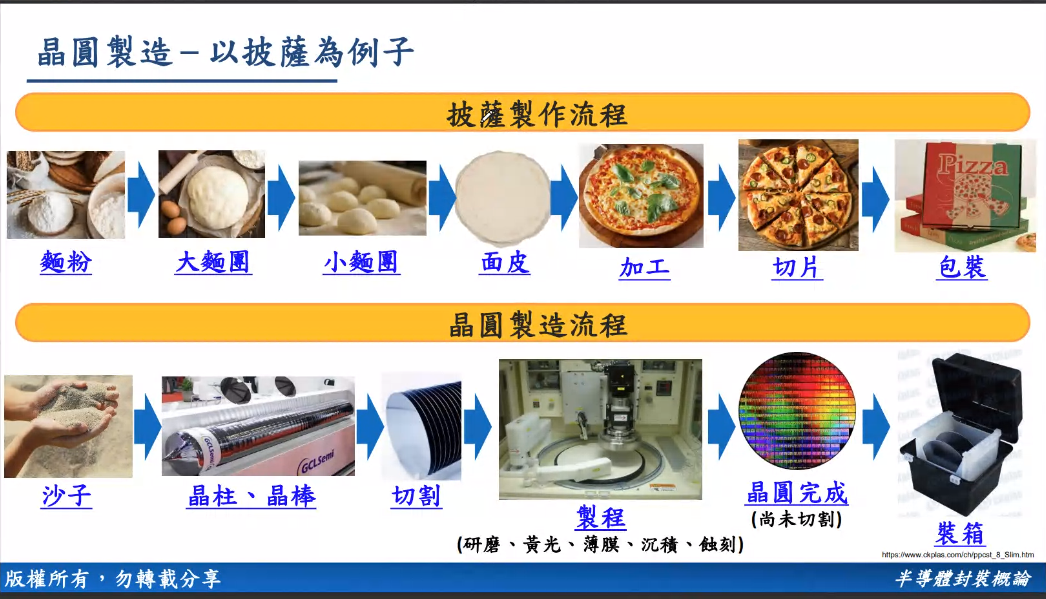 晶圓製造－以披薩為例子
披薩製作流程
Pizza
麵粉
大麵團
小麵團
面皮
加工
切片
包裝
晶圓製造流程
GCLSemi
GCLSemi
沙子
晶柱、晶棒
切割
製程
(研磨、黃光、薄膜、沉積、蝕刻)
晶圓完成
(尚未切割)
裝箱
https://www.ckplas.com/ch/ppcst_8_Slim.htm
版權所有，勿轉載分享
半導體封裝概論